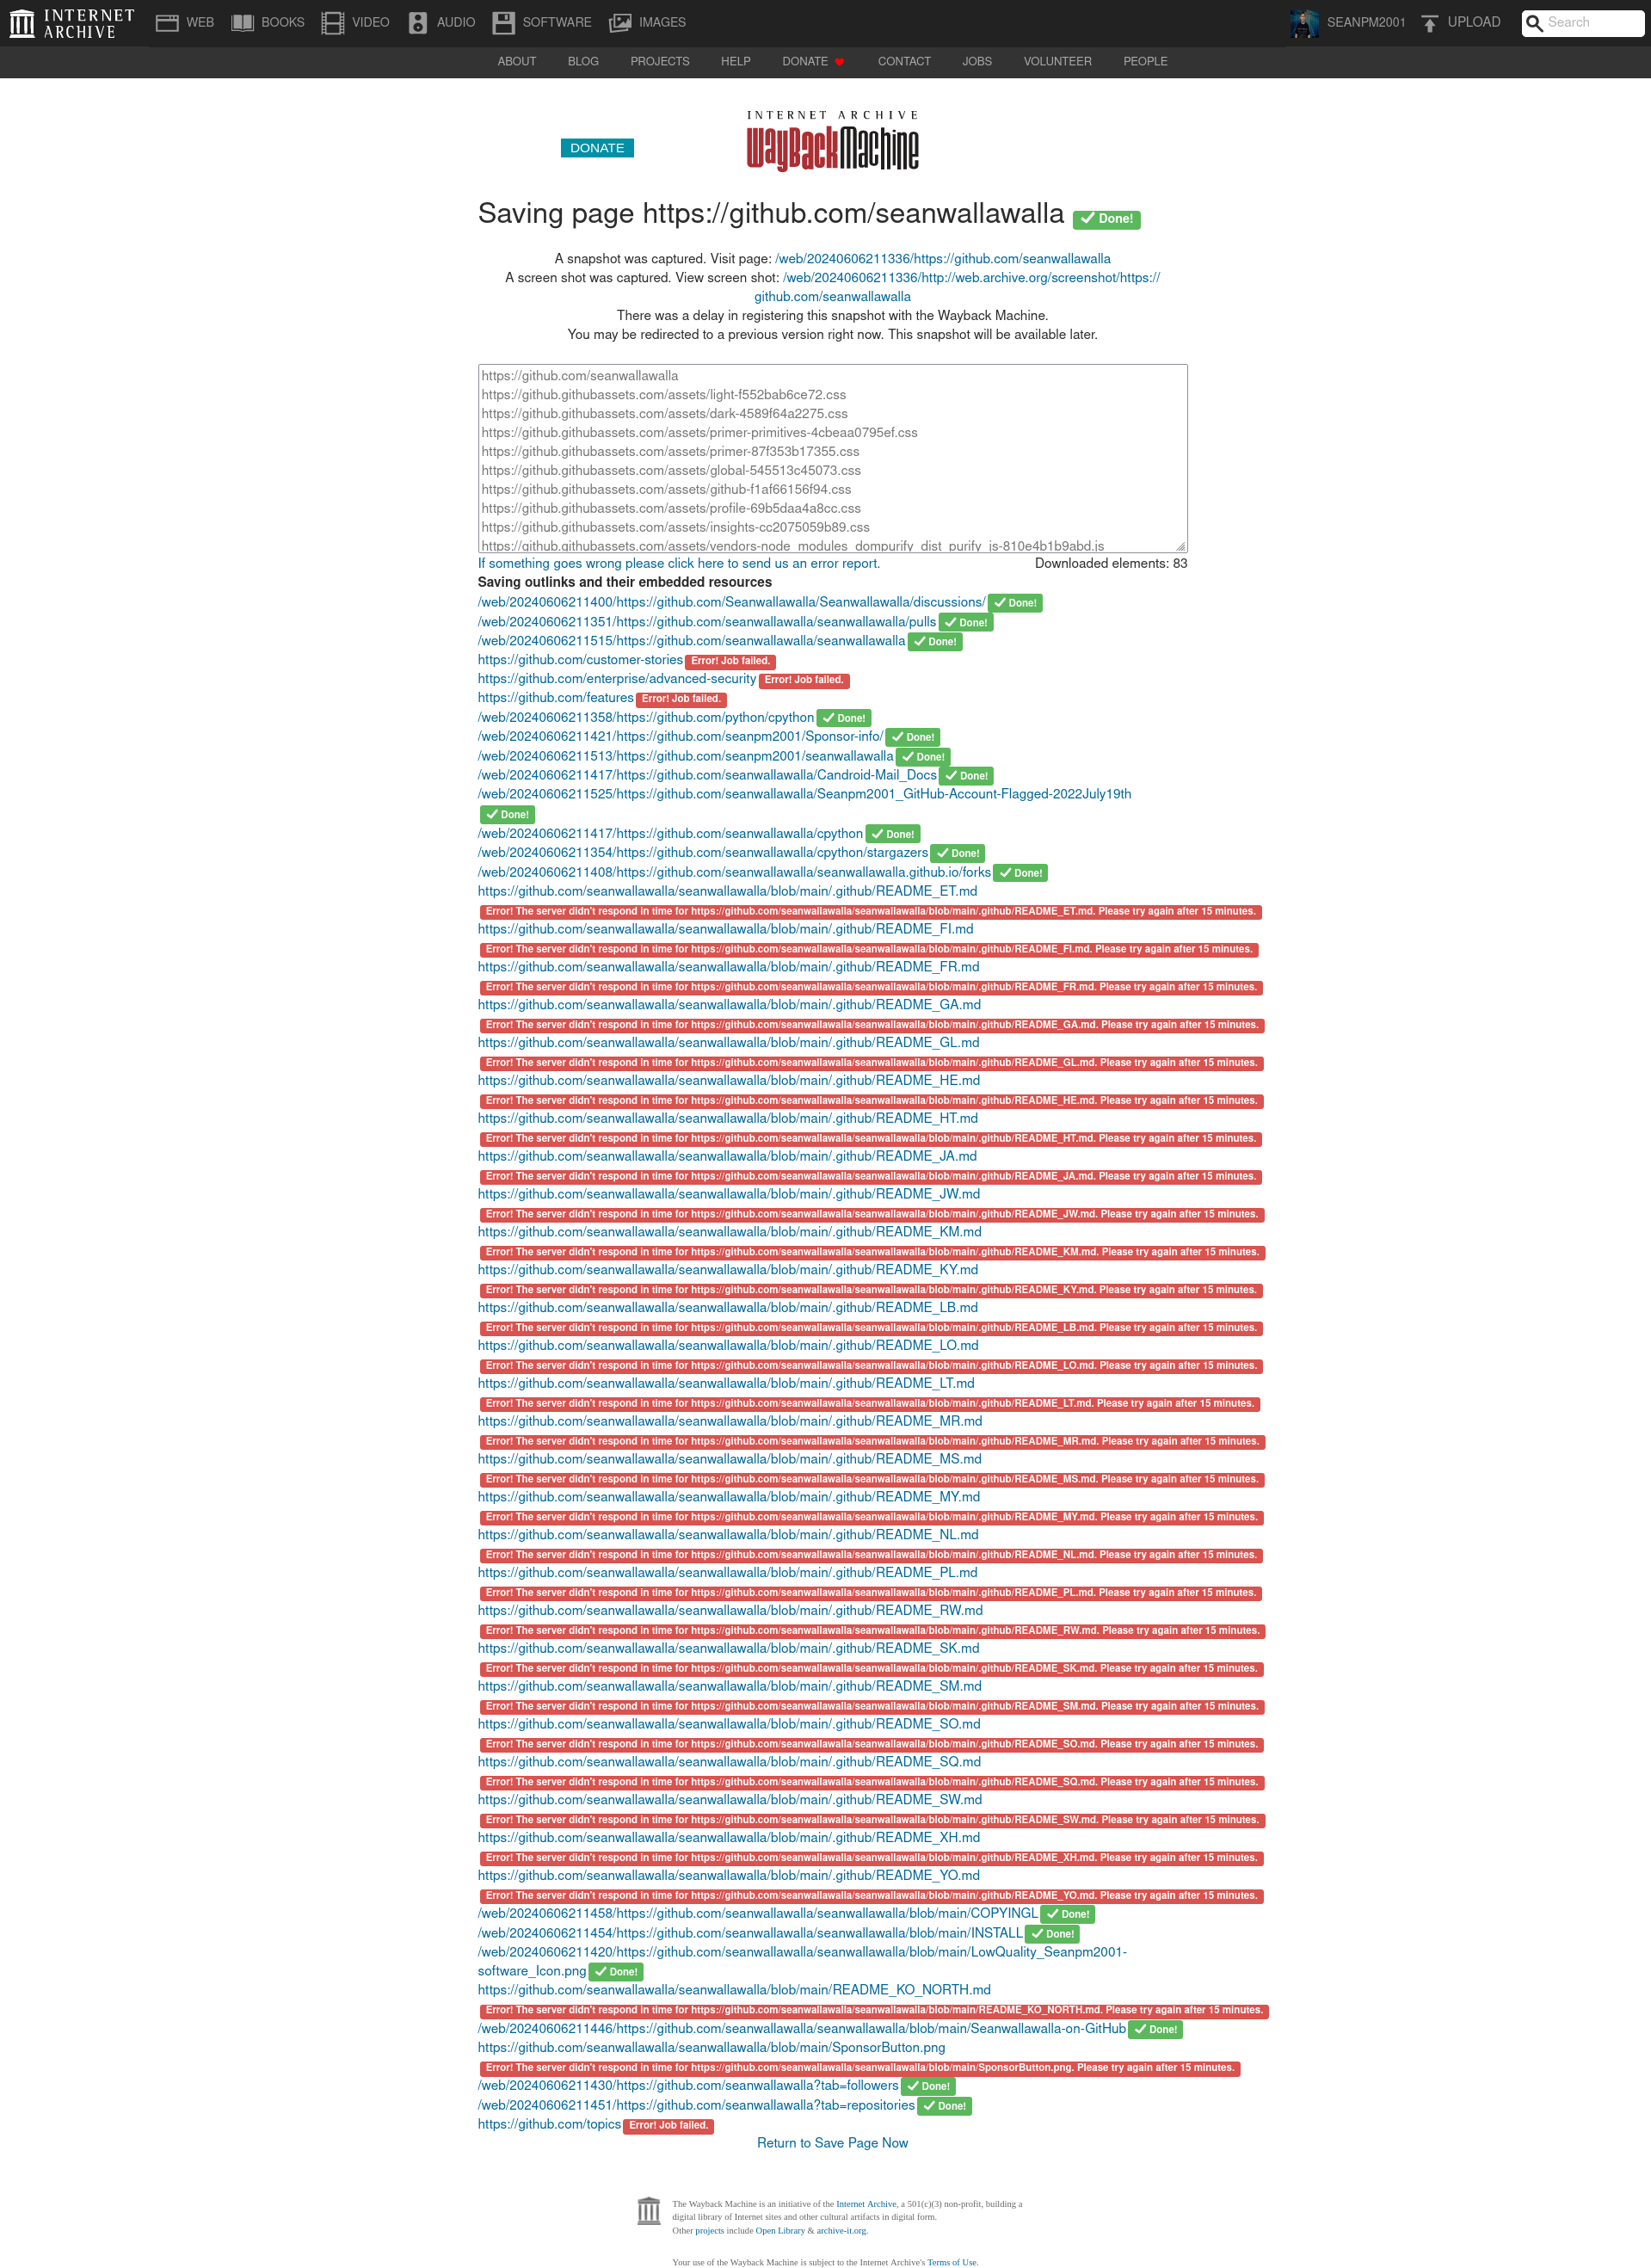 INTERNET ARCHIVE WEB BOOKS VIDEO AUDIO SOFTWARE IMAGES SEANPM2001 UPLOAD Search
ABOUT BLOG PROJECTS HELP DONATE CONTACT JOBS VOLUNTEER PEOPLE
INTERNET ARCHIVE
DONATE WayBackMachine
Saving page https://github.com/seanwallawalla Done!
A snapshot was captured. Visit page: /web/20240606211336/https://github.com/seanwallawalla
A screen shot was captured. View screen shot: /web/20240606211336/http://web.archive.org/screenshot/https://
github.com/seanwallawalla
There was a delay in registering this snapshot with the Wayback Machine.
You may be redirected to a previous version right now. This snapshot will be available later.
https://github.com/seanwallawalla
https://github.githubassets.com/assets/light-f552bab6ce72.css
https://github.githubassets.com/assets/dark-4589f64a2275.css
https://github.githubassets.com/assets/primer-primitives-4cbeaa0795ef.css
https://github.githubassets.com/assets/primer-87f353b17355.css
https://github.githubassets.com/assets/global-545513c45073.css
https://github.githubassets.com/assets/github-f1af66156f94.css
https://github.githubassets.com/assets/profile-69b5daa4a8cc.css
https://github.githubassets.com/assets/insights-cc2075059b89.css
https://github.githubassets.com/assets/vendors-node_modules_dompurify_dist_purify_js-810e4b1b9abd.js
If something goes wrong please click here to send us an error report. Downloaded elements: 83
Saving outlinks and their embedded resources
/web/20240606211400/https://github.com/Seanwallawalla/Seanwallawalla/discussions/ Done!
/web/20240606211351/https://github.com/seanwallawalla/seanwallawalla/pulls Done!
/web/20240606211515/https://github.com/seanwallawalla/seanwallawalla Done!
https://github.com/customer-stories Error! Job failed.
https://github.com/enterprise/advanced-security Error! Job failed.
https://github.com/features Error! Job failed.
/web/20240606211358/https://github.com/python/cpython Done!
/web/20240606211421/https://github.com/seanpm2001/Sponsor-info/ Done!
/web/20240606211513/https://github.com/seanpm2001/seanwallawalla Done!
/web/20240606211417/https://github.com/seanwallawalla/Candroid-Mail_Docs Done!
/web/20240606211525/https://github.com/seanwallawalla/Seanpm2001_GitHub-Account-Flagged-2022July19th
Done!
/web/20240606211417/https://github.com/seanwallawalla/cpython Done!
/web/20240606211354/https://github.com/seanwallawalla/cpython/stargazers Done!
/web/20240606211408/https://github.com/seanwallawalla/seanwallawalla.github.io/forks Done!
https://github.com/seanwallawalla/seanwallawalla/blob/main/.github/README_ET.md
Error! The server didn't respond in time for https://github.com/seanwallawalla/seanwallawalla/blob/main/.github/README_ET.md. Please try again after 15 minutes.
https://github.com/seanwallawalla/seanwallawalla/blob/main/.github/README_FI.md
Error! The server didn't respond in time for https://github.com/seanwallawalla/seanwallawalla/blob/main/.github/README_FI.md. Please try again after 15 minutes.
https://github.com/seanwallawalla/seanwallawalla/blob/main/.github/README_FR.md
Error! The server didn't respond in time for https://github.com/seanwallawalla/seanwallawalla/blob/main/.github/README_FR.md. Please try again after 15 minutes.
https://github.com/seanwallawalla/seanwallawalla/blob/main/.github/README_GA.md
Error! The server didn't respond in time for https://github.com/seanwallawalla/seanwallawalla/blob/main/.github/README_GA.md. Please try again after 15 minutes.
https://github.com/seanwallawalla/seanwallawalla/blob/main/.github/README_GL.md
Error! The server didn't respond in time for https://github.com/seanwallawalla/seanwallawalla/blob/main/.github/README_GL.md. Please try again after 15 minutes.
https://github.com/seanwallawalla/seanwallawalla/blob/main/.github/README_HE.md
Error! The server didn't respond in time for https://github.com/seanwallawalla/seanwallawalla/blob/main/.github/README_HE.md. Please try again after 15 minutes.
https://github.com/seanwallawalla/seanwallawalla/blob/main/.github/README_HT.md
Error! The server didn't respond in time for https://github.com/seanwallawalla/seanwallawalla/blob/main/.github/README_HT.md. Please try again after 15 minutes.
https://github.com/seanwallawalla/seanwallawalla/blob/main/.github/README_JA.md
Error! The server didn't respond in time for https://github.com/seanwallawalla/seanwallawalla/blob/main/.github/README_JA.md. Please try again after 15 minutes.
https://github.com/seanwallawalla/seanwallawalla/blob/main/.github/README_JW.md
Error! The server didn't respond in time for https://github.com/seanwallawalla/seanwallawalla/blob/main/.github/README_JW.md. Please try again after 15 minutes.
https://github.com/seanwallawalla/seanwallawalla/blob/main/.github/README_KM.md
Error! The server didn't respond in time for https://github.com/seanwallawalla/seanwallawalla/blob/main/.github/README_KM.md. Please try again after 15 minutes.
https://github.com/seanwallawalla/seanwallawalla/blob/main/.github/README_KY.md
Error! The server didn't respond in time for https://github.com/seanwallawalla/seanwallawalla/blob/main/.github/README_KY.md. Please try again after 15 minutes.
https://github.com/seanwallawalla/seanwallawalla/blob/main/.github/README_LB.md
Error! The server didn't respond in time for https://github.com/seanwallawalla/seanwallawalla/blob/main/.github/README_LB.md. Please try again after 15 minutes.
https://github.com/seanwallawalla/seanwallawalla/blob/main/.github/README_LO.md
Error! The server didn't respond in time for https://github.com/seanwallawalla/seanwallawalla/blob/main/.github/README_LO.md. Please try again after 15 minutes.
https://github.com/seanwallawalla/seanwallawalla/blob/main/.github/README_LT.md
Error! The server didn't respond in time for https://github.com/seanwallawalla/seanwallawalla/blob/main/.github/README_LT.md. Please try again after 15 minutes.
https://github.com/seanwallawalla/seanwallawalla/blob/main/.github/README_MR.md
Error! The server didn't respond in time for https://github.com/seanwallawalla/seanwallawalla/blob/main/.github/README_MR.md. Please try again after 15 minutes.
https://github.com/seanwallawalla/seanwallawalla/blob/main/.github/README_MS.md
Error! The server didn't respond in time for https://github.com/seanwallawalla/seanwallawalla/blob/main/.github/README_MS.md. Please try again after 15 minutes.
https://github.com/seanwallawalla/seanwallawalla/blob/main/.github/README_MY.md
Error! The server didn't respond in time for https://github.com/seanwallawalla/seanwallawalla/blob/main/.github/README_MY.md. Please try again after 15 minutes.
https://github.com/seanwallawalla/seanwallawalla/blob/main/.github/README_NL.md
Error! The server didn't respond in time for https://github.com/seanwallawalla/seanwallawalla/blob/main/.github/README_NL.md. Please try again after 15 minutes.
https://github.com/seanwallawalla/seanwallawalla/blob/main/.github/README_PL.md
Error! The server didn't respond in time for https://github.com/seanwallawalla/seanwallawalla/blob/main/.github/README_PL.md. Please try again after 15 minutes.
https://github.com/seanwallawalla/seanwallawalla/blob/main/.github/README_RW.md
Error! The server didn't respond in time for https://github.com/seanwallawalla/seanwallawalla/blob/main/.github/README_RW.md. Please try again after 15 minutes.
https://github.com/seanwallawalla/seanwallawalla/blob/main/.github/README_SK.md
Error! The server didn't respond in time for https://github.com/seanwallawalla/seanwallawalla/blob/main/.github/README_SK.md. Please try again after 15 minutes.
https://github.com/seanwallawalla/seanwallawalla/blob/main/.github/README_SM.md
Error! The server didn't respond in time for https://github.com/seanwallawalla/seanwallawalla/blob/main/.github/README_SM.md. Please try again after 15 minutes.
https://github.com/seanwallawalla/seanwallawalla/blob/main/.github/README_SO.md
Error! The server didn't respond in time for https://github.com/seanwallawalla/seanwallawalla/blob/main/.github/README_SO.md. Please try again after 15 minutes.
https://github.com/seanwallawalla/seanwallawalla/blob/main/.github/README_SQ.md
Error! The server didn't respond in time for https://github.com/seanwallawalla/seanwallawalla/blob/main/.github/README_SQ.md. Please try again after 15 minutes.
https://github.com/seanwallawalla/seanwallawalla/blob/main/.github/README_SW.md
Error! The server didn't respond in time for https://github.com/seanwallawalla/seanwallawalla/blob/main/.github/README_SW.md. Please try again after 15 minutes.
https://github.com/seanwallawalla/seanwallawalla/blob/main/.github/README_XH.md
Error! The server didn't respond in time for https://github.com/seanwallawalla/seanwallawalla/blob/main/.github/README_XH.md. Please try again after 15 minutes.
https://github.com/seanwallawalla/seanwallawalla/blob/main/.github/README_YO.md
Error! The server didn't respond in time for https://github.com/seanwallawalla/seanwallawalla/blob/main/.github/README_YO.md. Please try again after 15 minutes.
/web/20240606211458/https://github.com/seanwallawalla/seanwallawalla/blob/main/COPYINGL Done!
/web/20240606211454/https://github.com/seanwallawalla/seanwallawalla/blob/main/INSTALL Done!
/web/20240606211420/https://github.com/seanwallawalla/seanwallawalla/blob/main/LowQuality_Seanpm2001-
software_Icon.png Done!
https://github.com/seanwallawalla/seanwallawalla/blob/main/README_KO_NORTH.md
Error! The server didn't respond in time for https://github.com/seanwallawalla/seanwallawalla/blob/main/README_KO_NORTH.md. Please try again after 15 minutes.
/web/20240606211446/https://github.com/seanwallawalla/seanwallawalla/blob/main/Seanwallawalla-on-GitHub Done!
https://github.com/seanwallawalla/seanwallawalla/blob/main/SponsorButton.png
Error! The server didn't respond in time for https://github.com/seanwallawalla/seanwallawalla/blob/main/SponsorButton.png. Please try again after 15 minutes.
/web/20240606211430/https://github.com/seanwallawalla?tab=followers Done!
/web/20240606211451/https://github.com/seanwallawalla?tab=repositories Done!
https://github.com/topics Error! Job failed.
Return to Save Page Now
The Wayback Machine is an initiative of the Internet Archive, a 501(c)(3) non-profit, building a
digital library of Internet sites and other cultural artifacts in digital form.
Other projects include Open Library & archive-it.org.
Your use of the Wayback Machine is subject to the Internet Archive's Terms of Use.